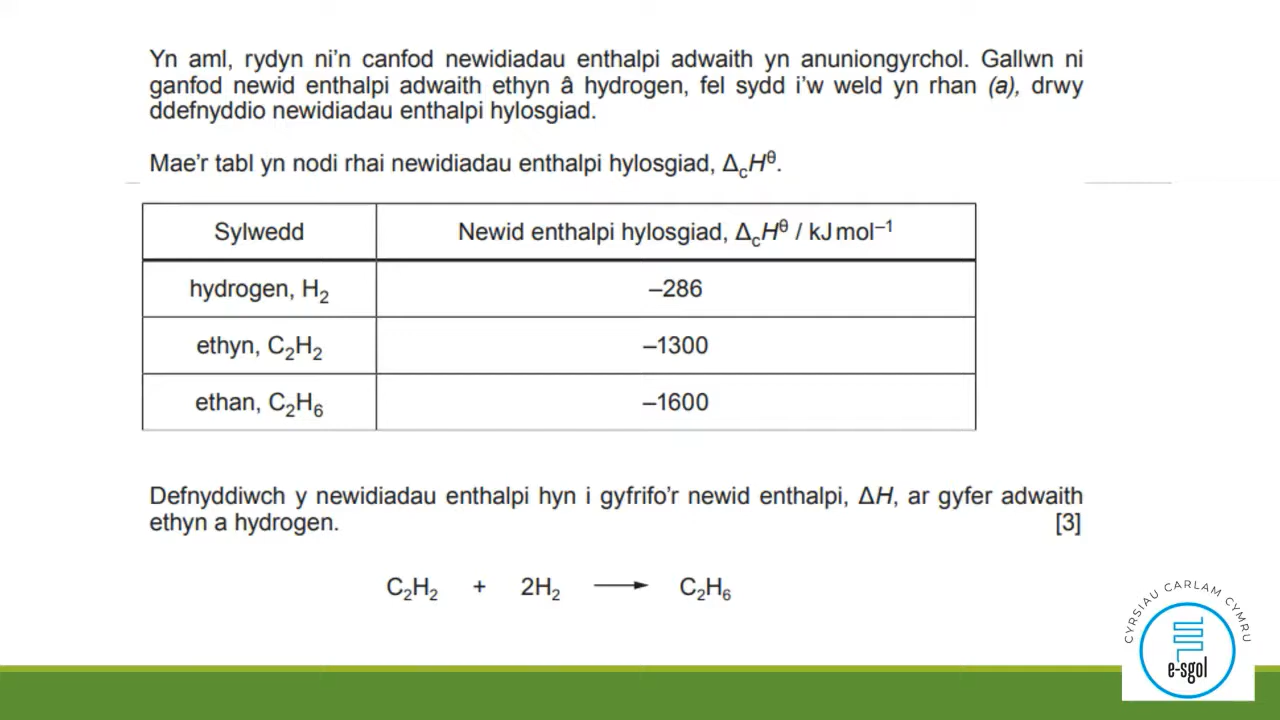 Yn aml, rydyn ni’n canfod newidiadau enthalpi adwaith yn anuniongyrchol. Gallwn ni
ganfod newid enthalpi adwaith ethyn â hydrogen, fel sydd i’w weld yn rhan (a), drwy
ddefnyddio newidiadau enthalpi hylosgiad.
Mae’r tabl yn nodi rhai newidiadau enthalpi hylosgiad, ΔcHθ.
Sylwedd Newid enthalpi hylosgiad, ΔcHθ / kJ mol–1
hydrogen, H2 –286
ethyn, C2H2 –1300
ethan, C2H6 –1600
Defnyddiwch y newidiadau enthalpi hyn i gyfrifo’r newid enthalpi, ΔH, ar gyfer adwaith
ethyn a hydrogen. [3]
C2H2 + 2H2 ⟶ C2H6
CYRSIAU CARLAM CYMRU
e-sgol